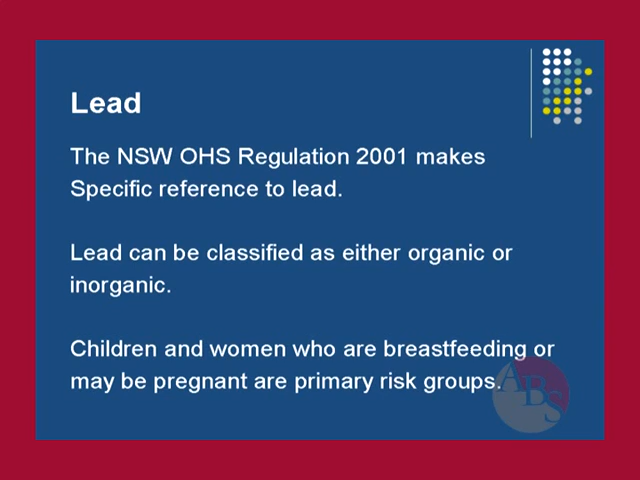 Lead
The NSW OHS Regulation 2001 makes
Specific reference to lead.
Lead can be classified as either organic or
inorganic.
Children and women who are breastfeeding or
may be pregnant are primary risk groups.
ABS